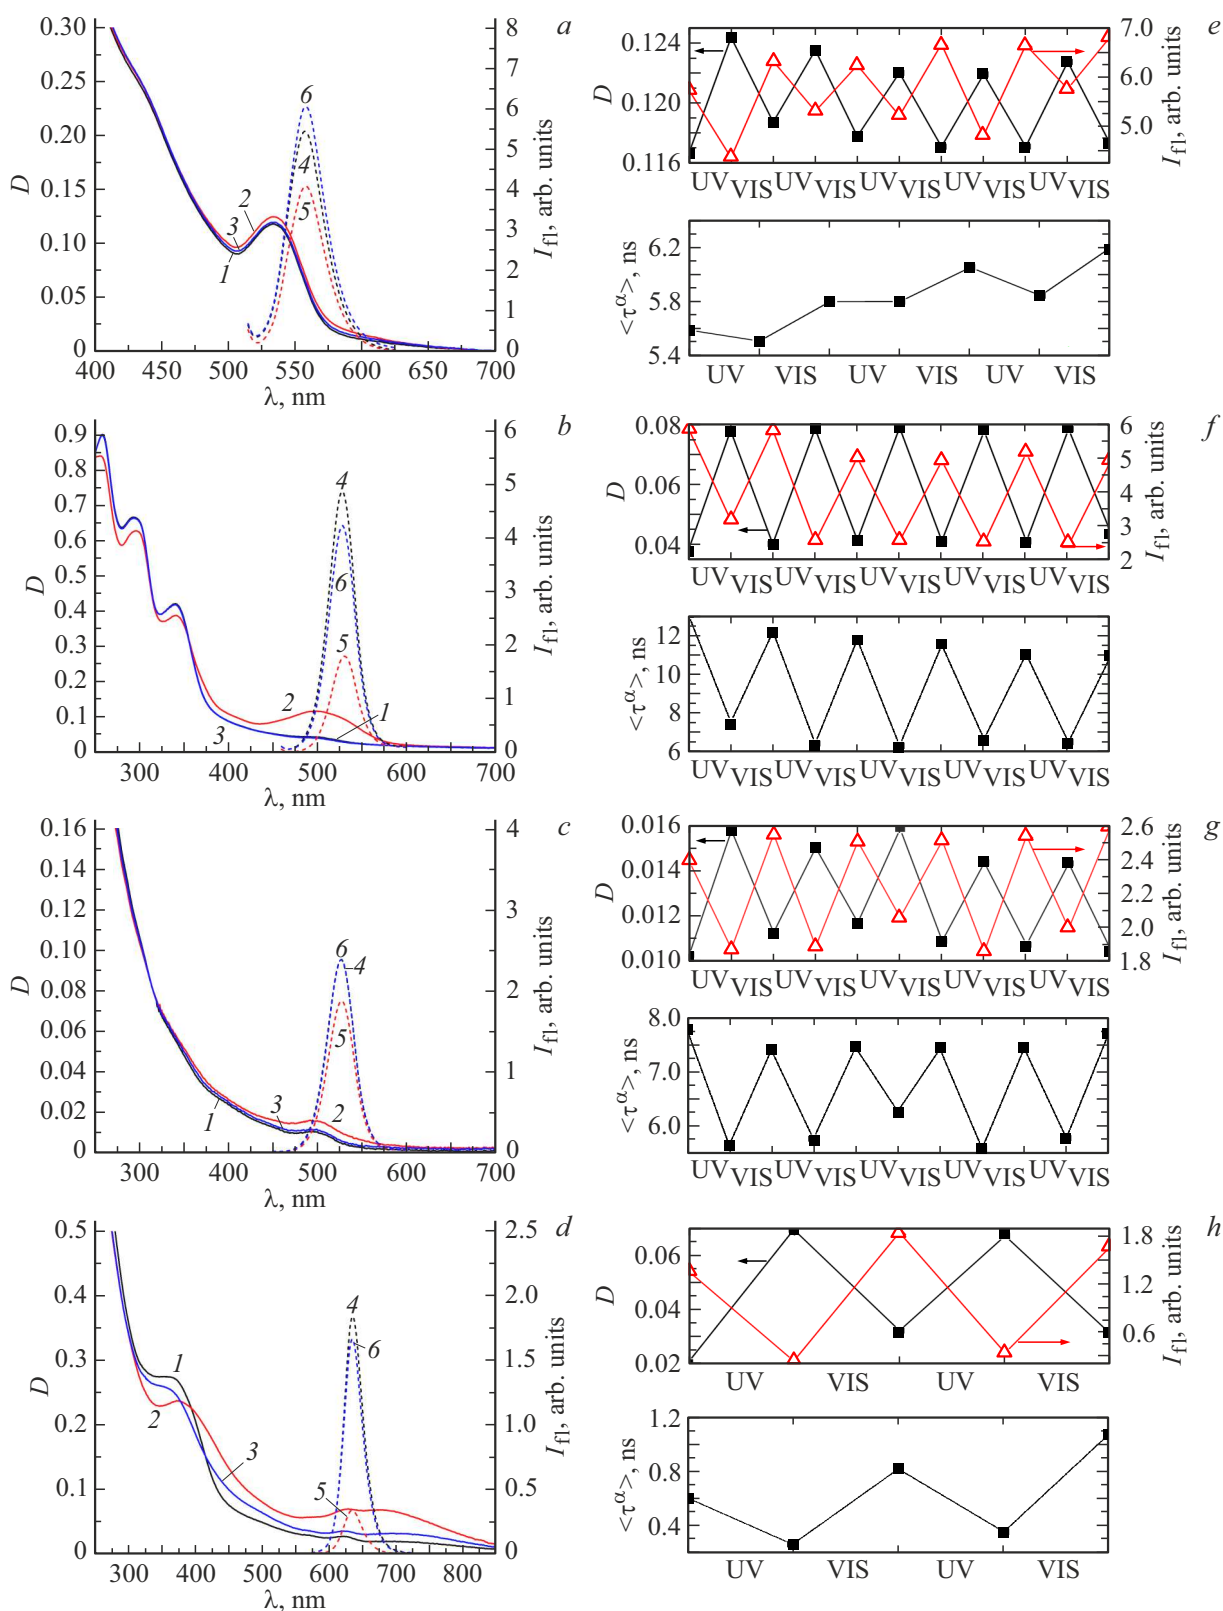 a
0.30
0.25
0.20
0.15
0.10
0.05
D
8
7
6
5
4
3
2
1
0
I fl, arb. units
6
4
5
2
3
1
400 450 500 550 600 650 700
λ, nm
b
0.9
0.8
0.7
0.6
0.5
0.4
0.3
0.2
0.1
0
D
6
5
4
3
2
1
0
I fl, arb. units
4
6
5
2
1
3
300 400 500 600 700
λ, nm
c
0.16
0.14
0.12
0.10
0.08
0.06
0.04
0.02
0
D
4
3
2
1
0
I fl, arb. units
6
4
5
3
2
1
300 400 500 600 700
λ, nm
d
0.5
0.4
0.3
0.2
0.1
0
D
2.5
2.0
1.5
1.0
0.5
0
I fl, arb. units
4
6
1
2
3
5
300 400 500 600 700 800
λ, nm
e
0.124
0.120
0.116
D
7.0
6.0
5.0
I fl, arb. units
UV VIS UV VIS UV VIS UV VIS UV VIS
6.2
5.8
5.4
<τ^α>, ns
UV VIS UV VIS UV VIS
f
0.08
0.06
0.04
D
6
5
4
3
2
I fl, arb. units
UV VIS UV VIS UV VIS UV VIS UV VIS
12
10
8
6
<τ^α>, ns
UV VIS UV VIS UV VIS UV VIS UV VIS
g
0.016
0.014
0.012
0.010
D
2.6
2.4
2.2
2.0
1.8
I fl, arb. units
UV VIS UV VIS UV VIS UV VIS UV VIS
8.0
7.0
6.0
<τ^α>, ns
UV VIS UV VIS UV VIS UV VIS UV VIS
h
0.06
0.04
0.02
D
1.8
1.2
0.6
I fl, arb. units
UV VIS UV VIS
1.2
0.8
0.4
<τ^α>, ns
UV VIS UV VIS